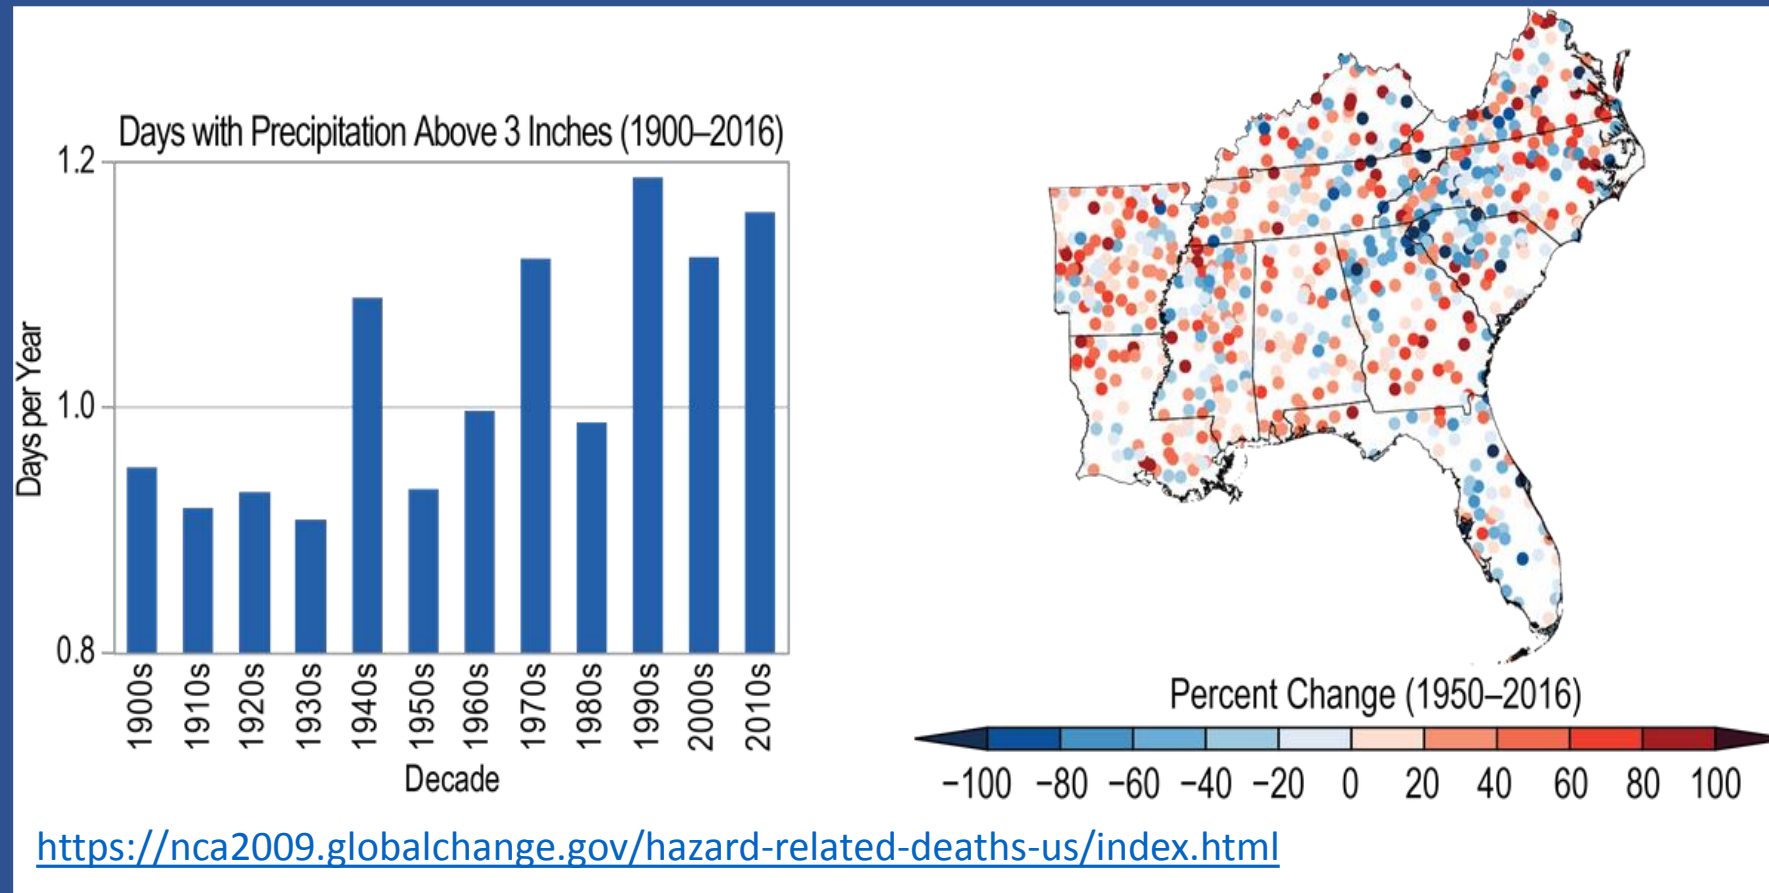 Days with Precipitation Above 3 Inches (1900–2016)
1.2
1.0
0.8
Days per Year
1900s
1910s
1920s
1930s
1940s
1950s
1960s
1970s
1980s
1990s
2000s
2010s
Decade
Percent Change (1950–2016)
−100 −80 −60 −40 −20 0 20 40 60 80 100
https://nca2009.globalchange.gov/hazard-related-deaths-us/index.html